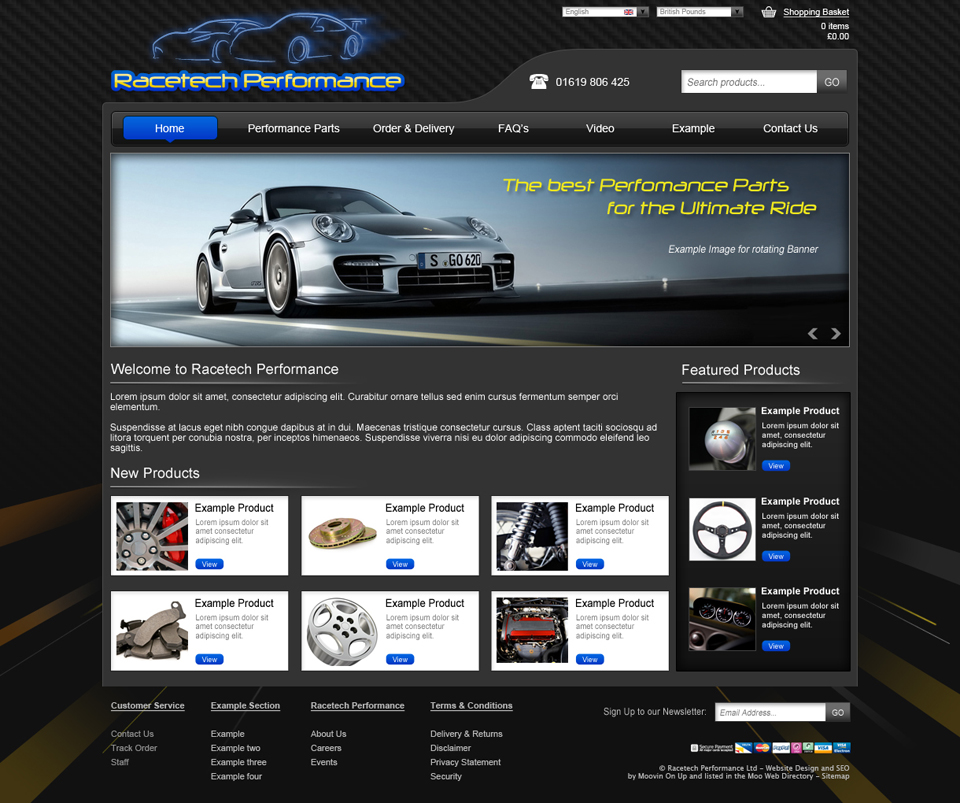 English
British Pounds
Shopping Basket
0 items
£0.00
Racetech Performance
01619 806 425
Search products...
GO
Home
Performance Parts
Order & Delivery
FAQ's
Video
Example
Contact Us
The best Perfomance Parts
for the Ultimate Ride
Example Image for rotating Banner
S GO 620
Welcome to Racetech Performance
Lorem ipsum dolor sit amet, consectetur adipiscing elit. Curabitur ornare tellus sed enim cursus fermentum semper orci
elementum.
Suspendisse at lacus eget nibh congue dapibus at in dui. Maecenas tristique consectetur cursus. Class aptent taciti sociosqu ad
litora torquent per conubia nostra, per inceptos himenaeos. Suspendisse viverra nisi eu dolor adipiscing commodo eleifend leo
sagittis.
New Products
Example Product
Lorem ipsum dolor sit
amet consectetur
adipiscing elit.
View
Example Product
Lorem ipsum dolor sit
amet consectetur
adipiscing elit.
View
Example Product
Lorem ipsum dolor sit
amet consectetur
adipiscing elit.
View
Example Product
Lorem ipsum dolor sit
amet consectetur
adipiscing elit.
View
Example Product
Lorem ipsum dolor sit
amet consectetur
adipiscing elit.
View
Example Product
Lorem ipsum dolor sit
amet consectetur
adipiscing elit.
View
Featured Products
Example Product
Lorem ipsum dolor sit
amet, consectetur
adipiscing elit.
View
Example Product
Lorem ipsum dolor sit
amet, consectetur
adipiscing elit.
View
Example Product
Lorem ipsum dolor sit
amet, consectetur
adipiscing elit.
View
Customer Service
Contact Us
Track Order
Staff
Example Section
Example
Example two
Example three
Example four
Racetech Performance
About Us
Careers
Events
Terms & Conditions
Delivery & Returns
Disclaimer
Privacy Statement
Security
Sign Up to our Newsletter:
Email Address...
GO
Secure Payment
VISA
VISA
© Racetech Performance Ltd – Website Design and SEO
by Moovin On Up and listed in the Moo Web Directory – Sitemap